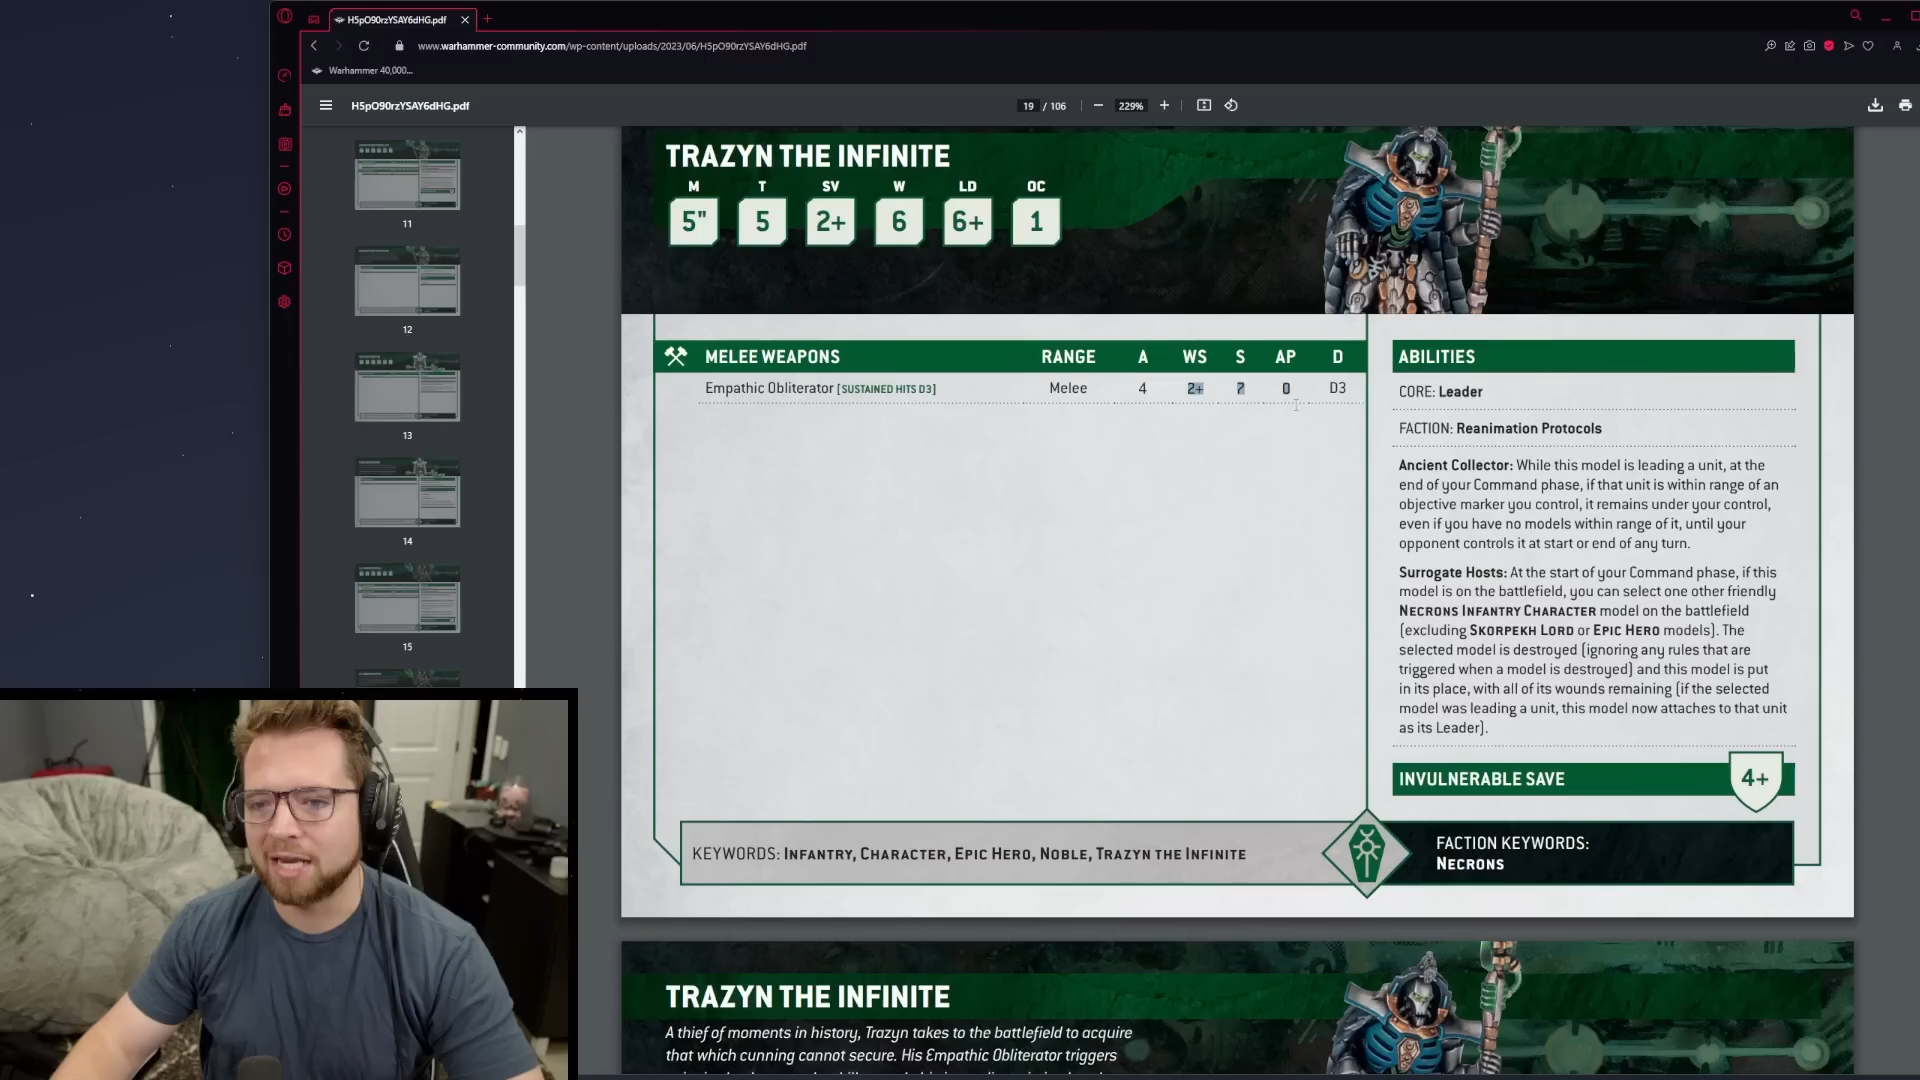 H5pO90rzYSAY6dHG.pdf
www.warhammer-community.com/wp-content/uploads/2023/06/H5pO90rzYSAY6dHG.pdf
Warhammer 40,000...
H5pO90rzYSAY6dHG.pdf
19 / 106
229%
11
12
13
14
15
TRAZYN THE INFINITE
M T SV W LD OC
5" 5 2+ 6 6+ 1
MELEE WEAPONS RANGE A WS S AP D
Empathic Obliterator [SUSTAINED HITS D3] Melee 4 2+ 7 0 D3
ABILITIES
CORE: Leader
FACTION: Reanimation Protocols
Ancient Collector: While this model is leading a unit, at the
end of your Command phase, if that unit is within range of an
objective marker you control, it remains under your control,
even if you have no models within range of it, until your
opponent controls it at start or end of any turn.
Surrogate Hosts: At the start of your Command phase, if this
model is on the battlefield, you can select one other friendly
NECRONS INFANTRY CHARACTER model on the battlefield
(excluding SKORPEKH LORD or EPIC HERO models). The
selected model is destroyed (ignoring any rules that are
triggered when a model is destroyed) and this model is put
in its place, with all of its wounds remaining (if the selected
model was leading a unit, this model now attaches to that unit
as its Leader).
INVULNERABLE SAVE 4+
KEYWORDS: INFANTRY, CHARACTER, EPIC HERO, NOBLE, TRAZYN THE INFINITE
FACTION KEYWORDS:
NECRONS
TRAZYN THE INFINITE
A thief of moments in history, Trazyn takes to the battlefield to acquire
that which cunning cannot secure. His Empathic Obliterator triggers